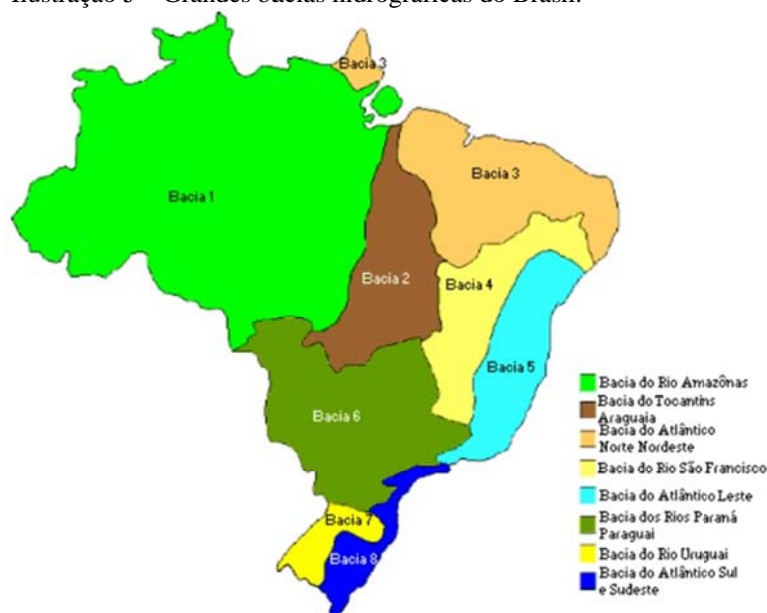 Ilustração 3 – Grandes bacias hidrográficas do Brasil.
Bacia 3
Bacia 3
Bacia 1
Bacia 2
Bacia 4
Bacia 5
Bacia 6
Bacia 7
Bacia 8
Bacia do Rio Amazônas
Bacia do Tocantins
Araguaia
Bacia do Atlântico
Norte Nordeste
Bacia do Rio São Francisco
Bacia do Atlântico Leste
Bacia dos Rios Paraná
Paraguai
Bacia do Rio Uruguai
Bacia do Atlântico Sul
e Sudeste